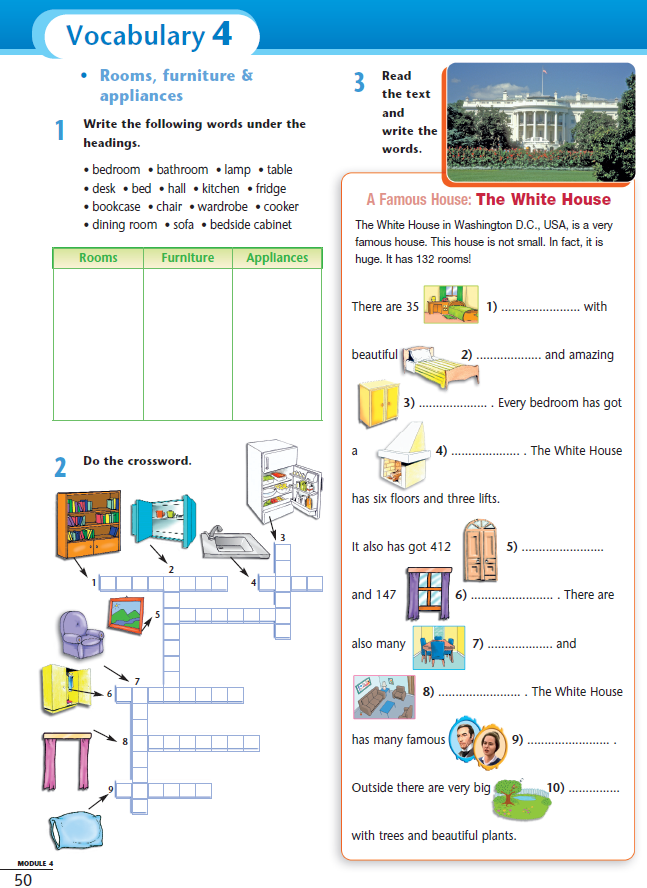 Vocabulary 4
• Rooms, furniture &
appliances
1 Write the following words under the
headings.
• bedroom • bathroom • lamp • table
• desk • bed • hall • kitchen • fridge
• bookcase • chair • wardrobe • cooker
• dining room • sofa • bedside cabinet
Rooms Furniture Appliances
2 Do the crossword.
3
2
1 4
5
7
6
8
9
MODULE 4
50
3 Read
the text
and
write the
words.
A Famous House: The White House
The White House in Washington D.C., USA, is a very
famous house. This house is not small. In fact, it is
huge. It has 132 rooms!
There are 35 1) ........................ with
beautiful 2) ................... and amazing
3) ..................... . Every bedroom has got
a 4) ..................... . The White House
has six floors and three lifts.
It also has got 412 5) .........................
and 147 6) ......................... . There are
also many 7) ................... and
8) ......................... . The White House
has many famous 9) ......................... .
Outside there are very big 10) ...............
with trees and beautiful plants.